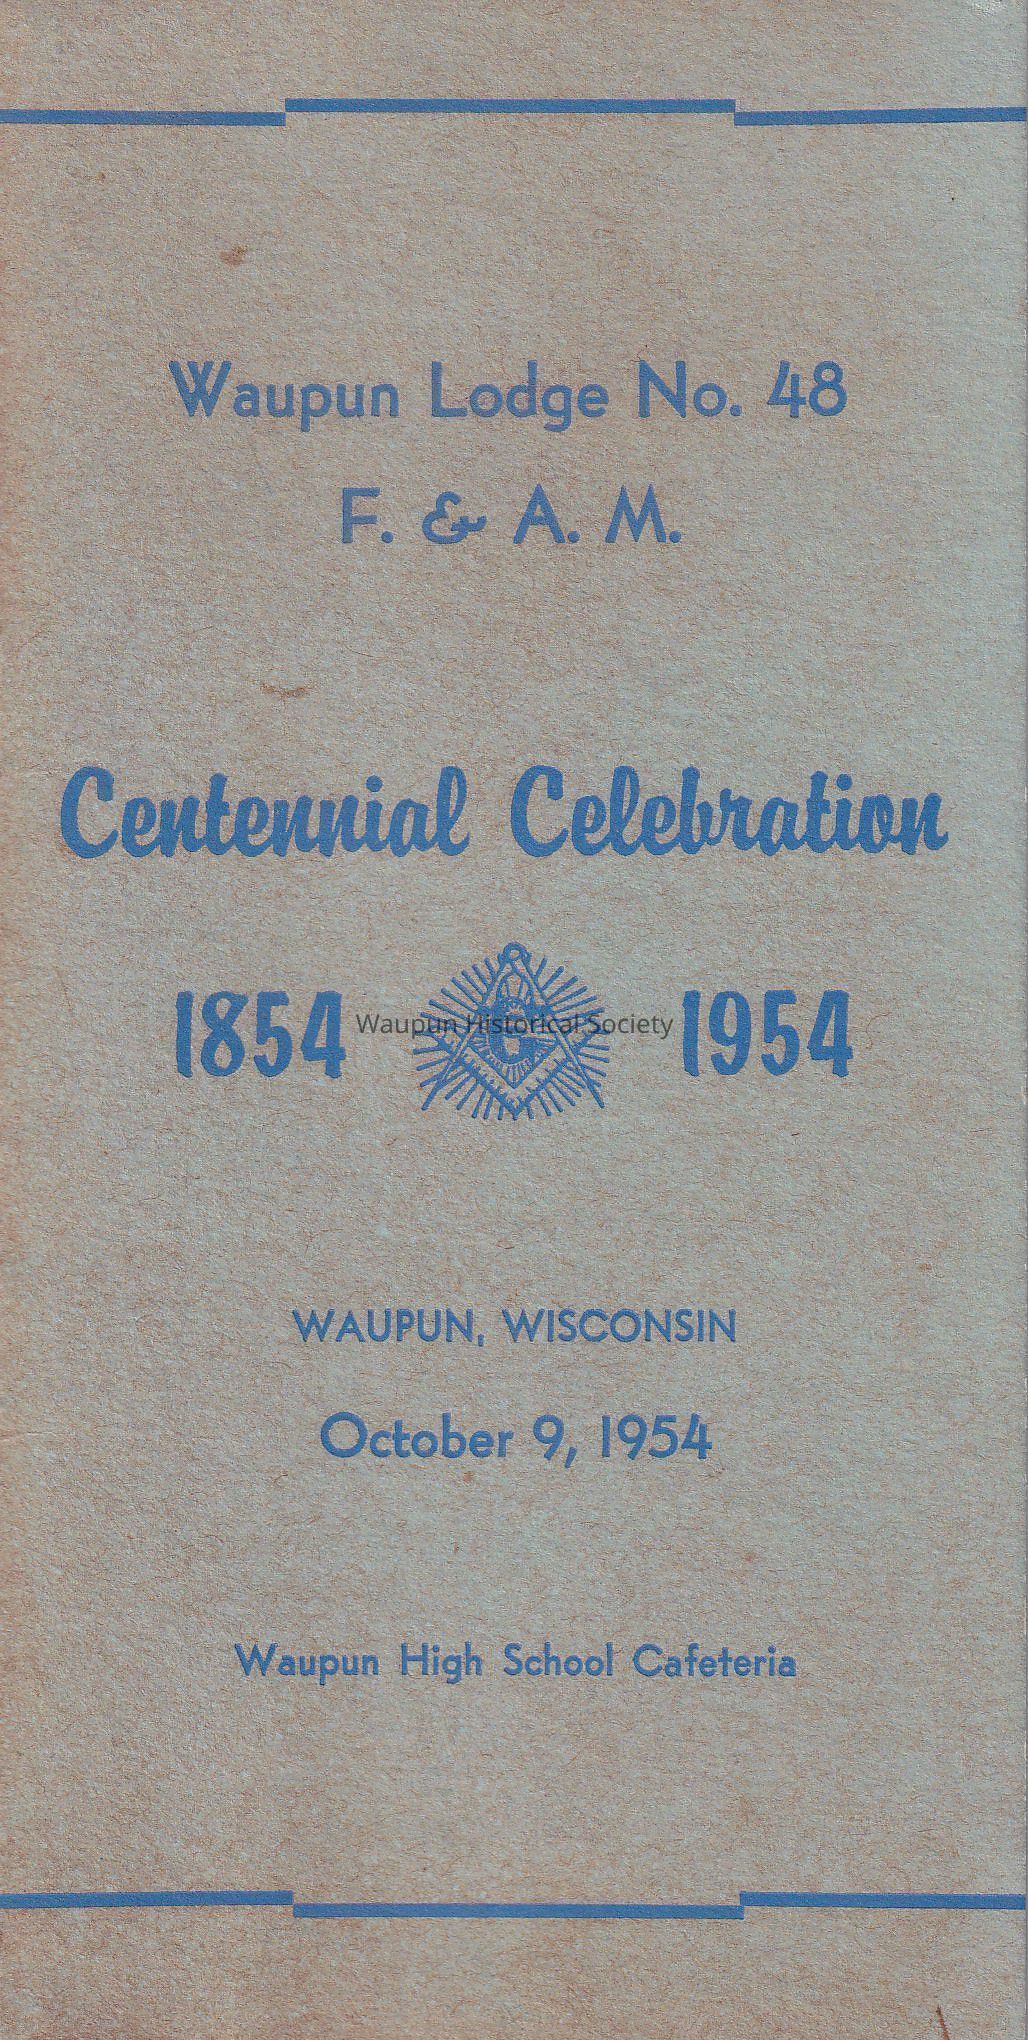 Waupun Lodge No. 48
F. & A. M.
Centennial Celebration
1854 G 1954
Waupun Historical Society
WAUPUN, WISCONSIN
October 9, 1954
Waupun High School Cafeteria